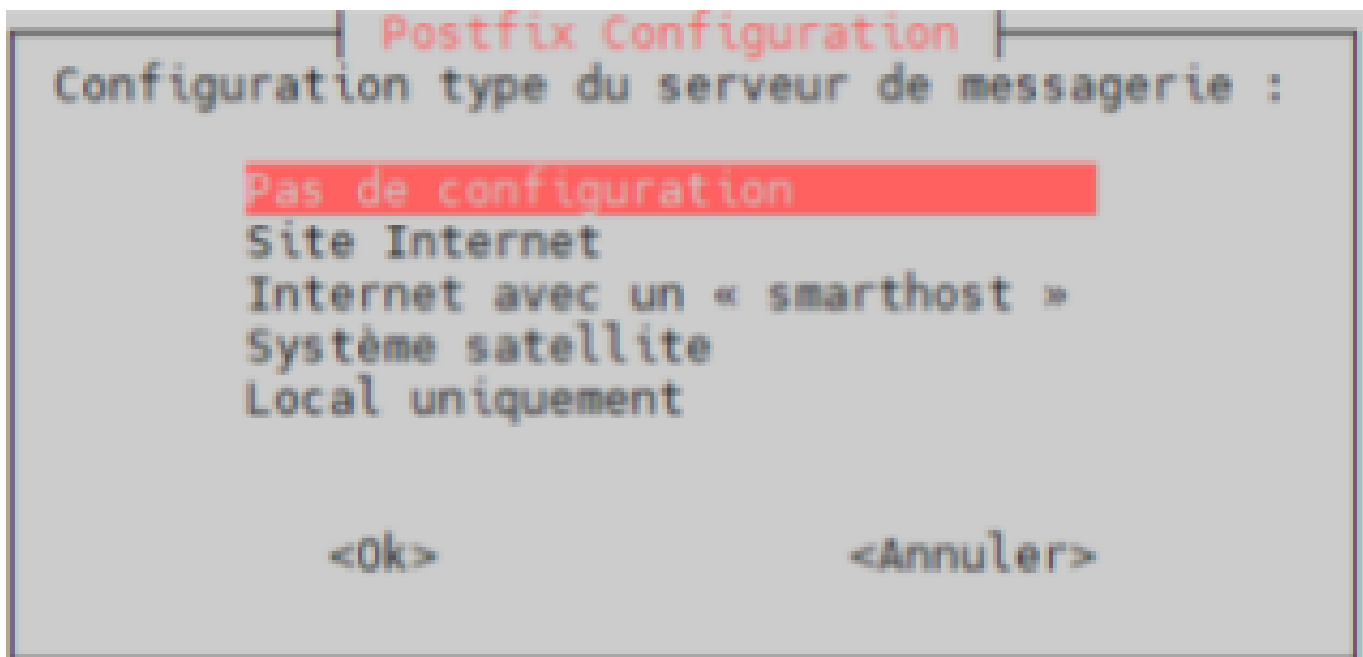 Postfix Configuration
Configuration type du serveur de messagerie :
Pas de configuration
Site Internet
Internet avec un « smarthost »
Système satellite
Local uniquement
<Ok> <Annuler>